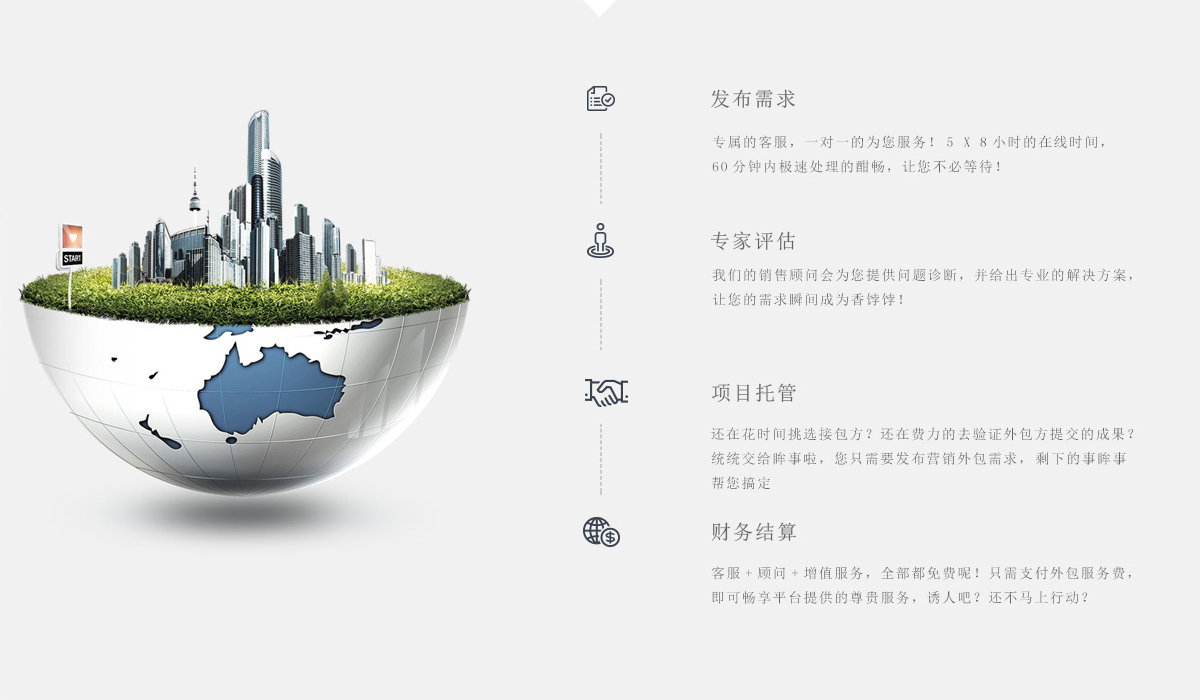 START
发布需求
专属的客服，一对一的为您服务！5 X 8 小时的在线时间，
60 分钟内极速处理的酣畅，让您不必等待！
专家评估
我们的销售顾问会为您提供问题诊断，并给出专业的解决方案，
让您的需求瞬间成为香饽饽！
项目托管
还在花时间挑选接包方？还在费力的去验证外包方提交的成果？
统统交给眸事啦，您只需要发布营销外包需求，剩下的事眸事
帮您搞定
财务结算
客服 + 顾问 + 增值服务，全部都免费呢！只需支付外包服务费，
即可畅享平台提供的尊贵服务，诱人吧？还不马上行动？